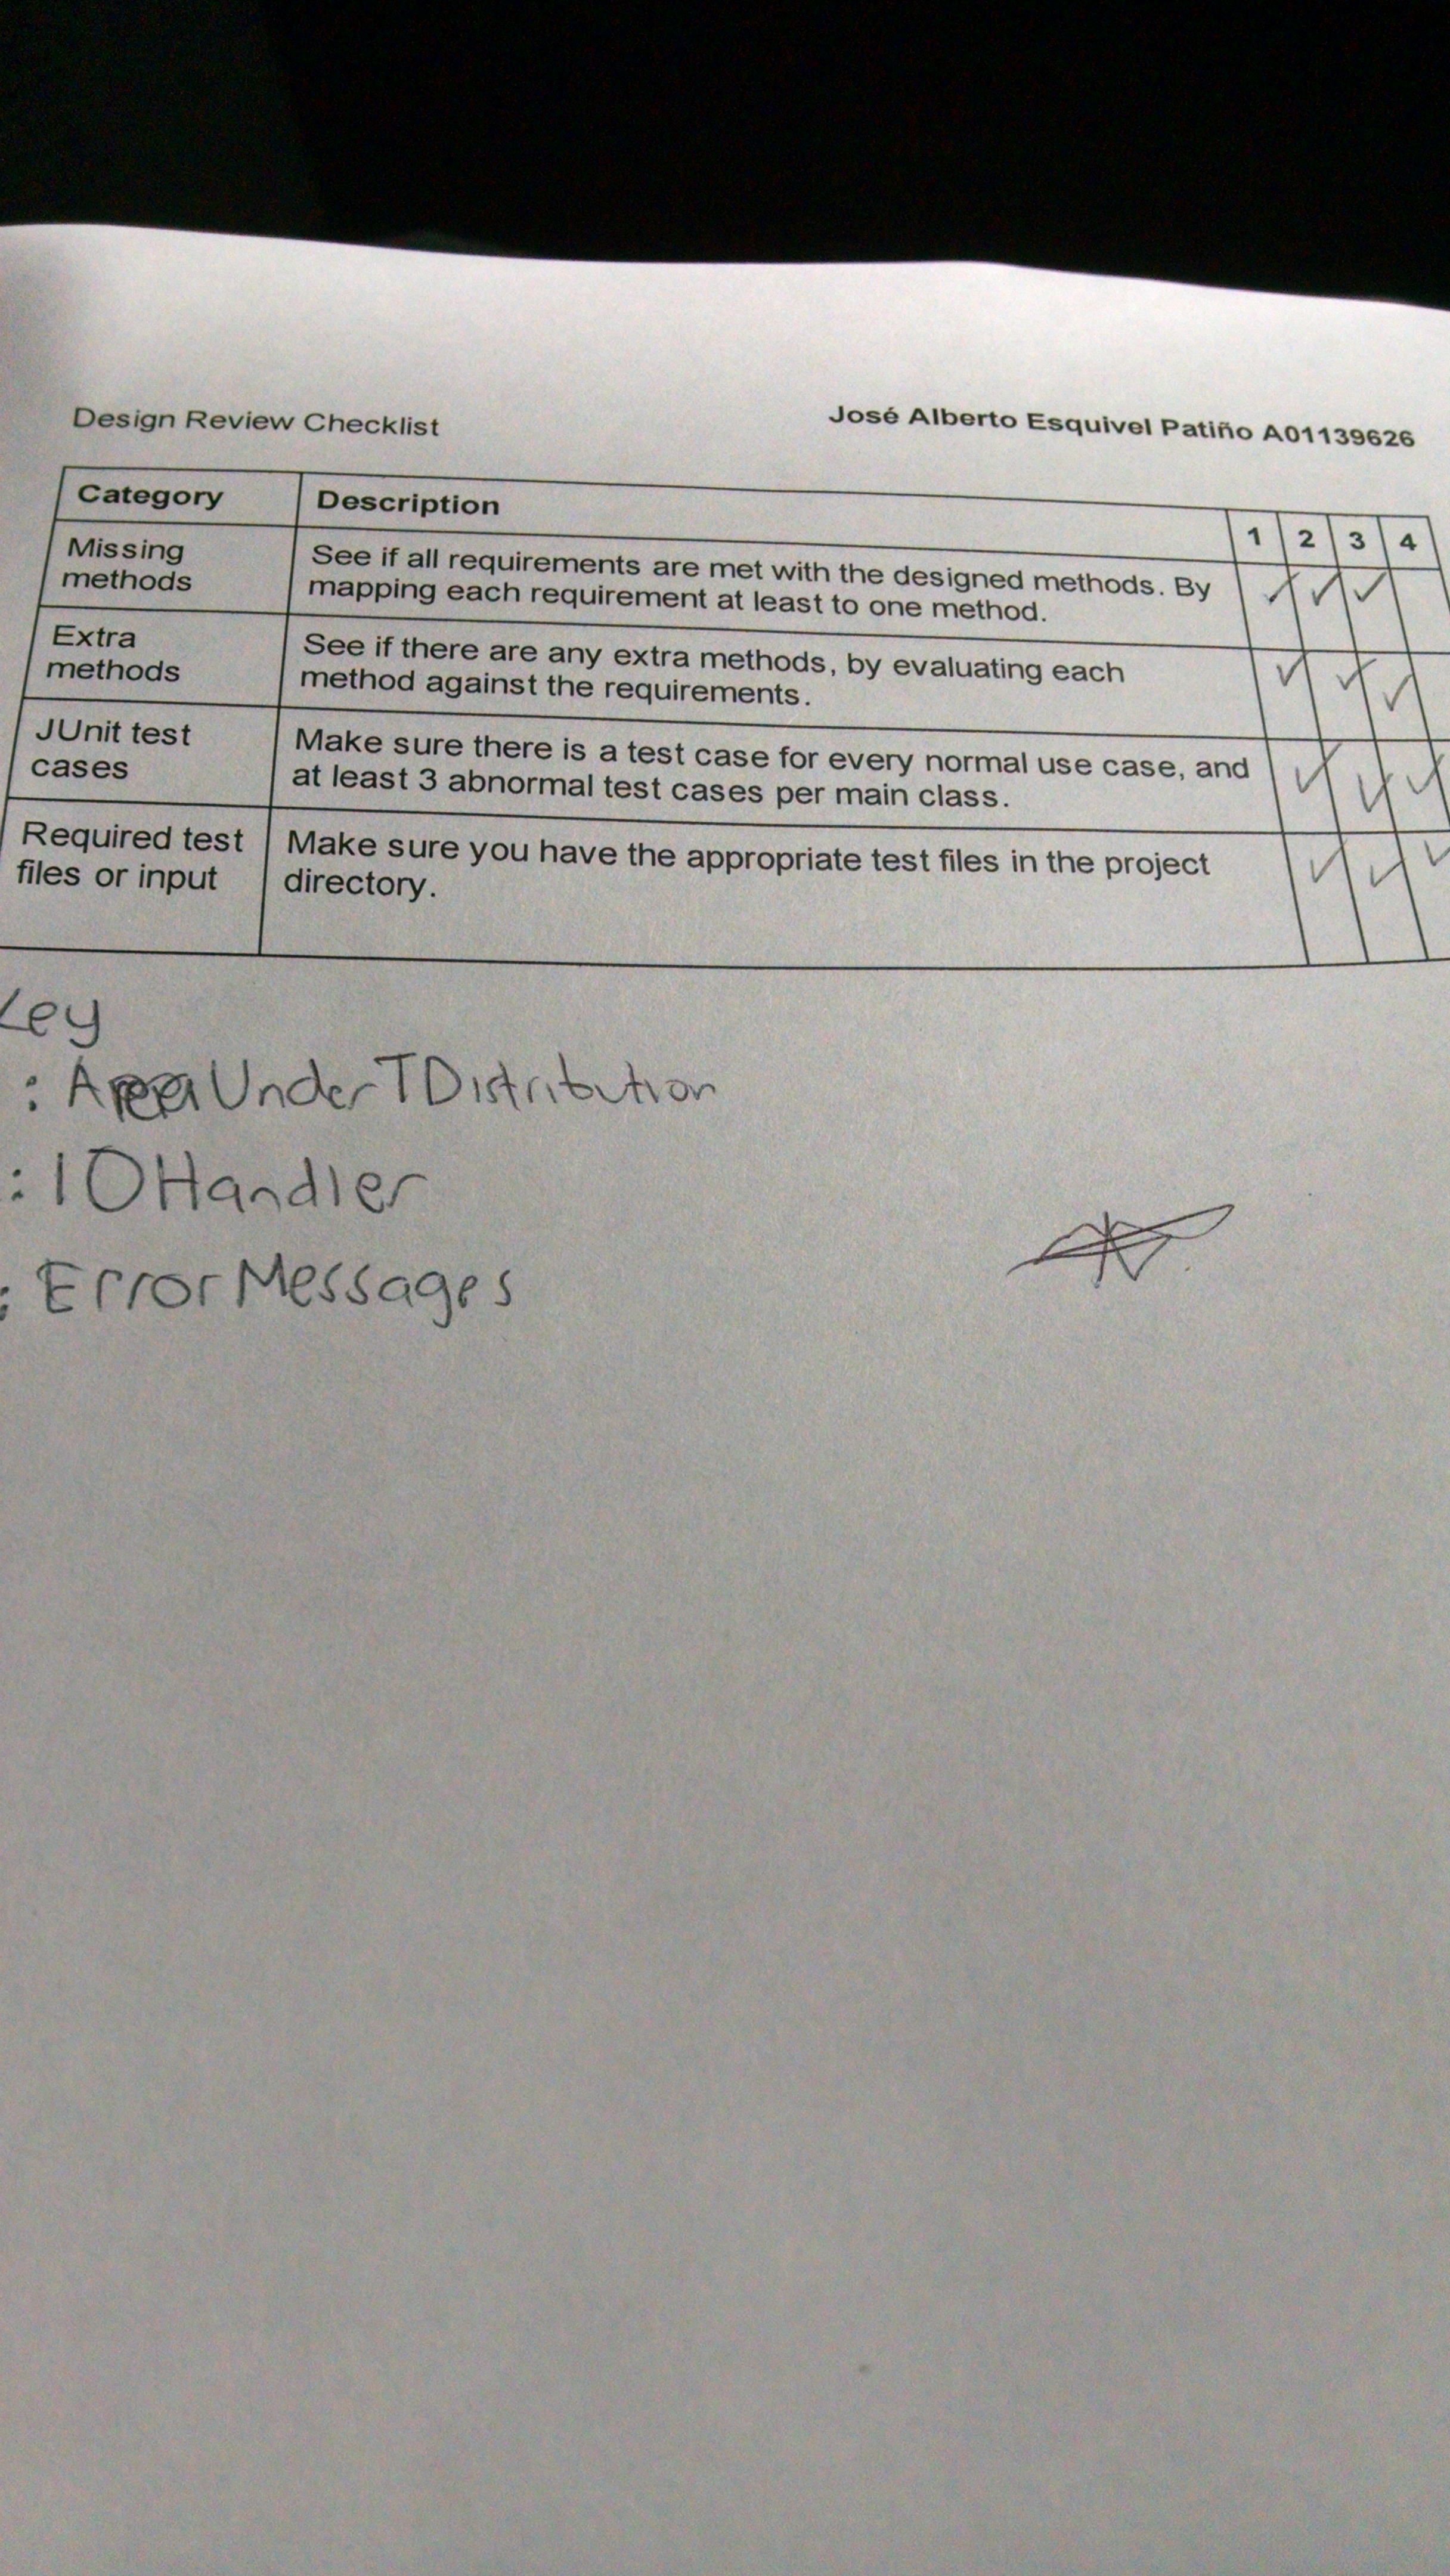 Design Review Checklist
José Alberto Esquivel Patiño A01139626
Category Description 1 2 3 4
Missing methods
See if all requirements are met with the designed methods. By
mapping each requirement at least to one method.
✓ ✓ ✓
Extra methods
See if there are any extra methods, by evaluating each
method against the requirements.
✓ ✓ ✓
JUnit test cases
Make sure there is a test case for every normal use case, and
at least 3 abnormal test cases per main class.
✓ ✓ ✓
Required test files or input
Make sure you have the appropriate test files in the project
directory.
✓ ✓ ✓
Key
: AreaUnderTDistribution
: IOHandler
: ErrorMessages